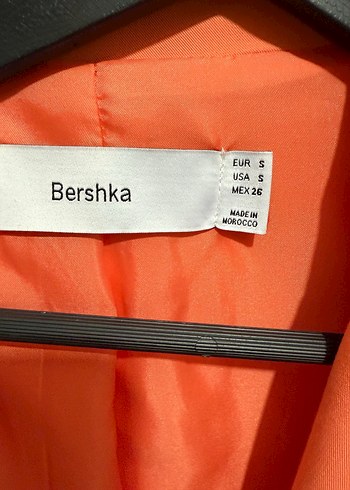 Bershka
EUR S
USA S
MEX 26
MADE IN
MOROCCO